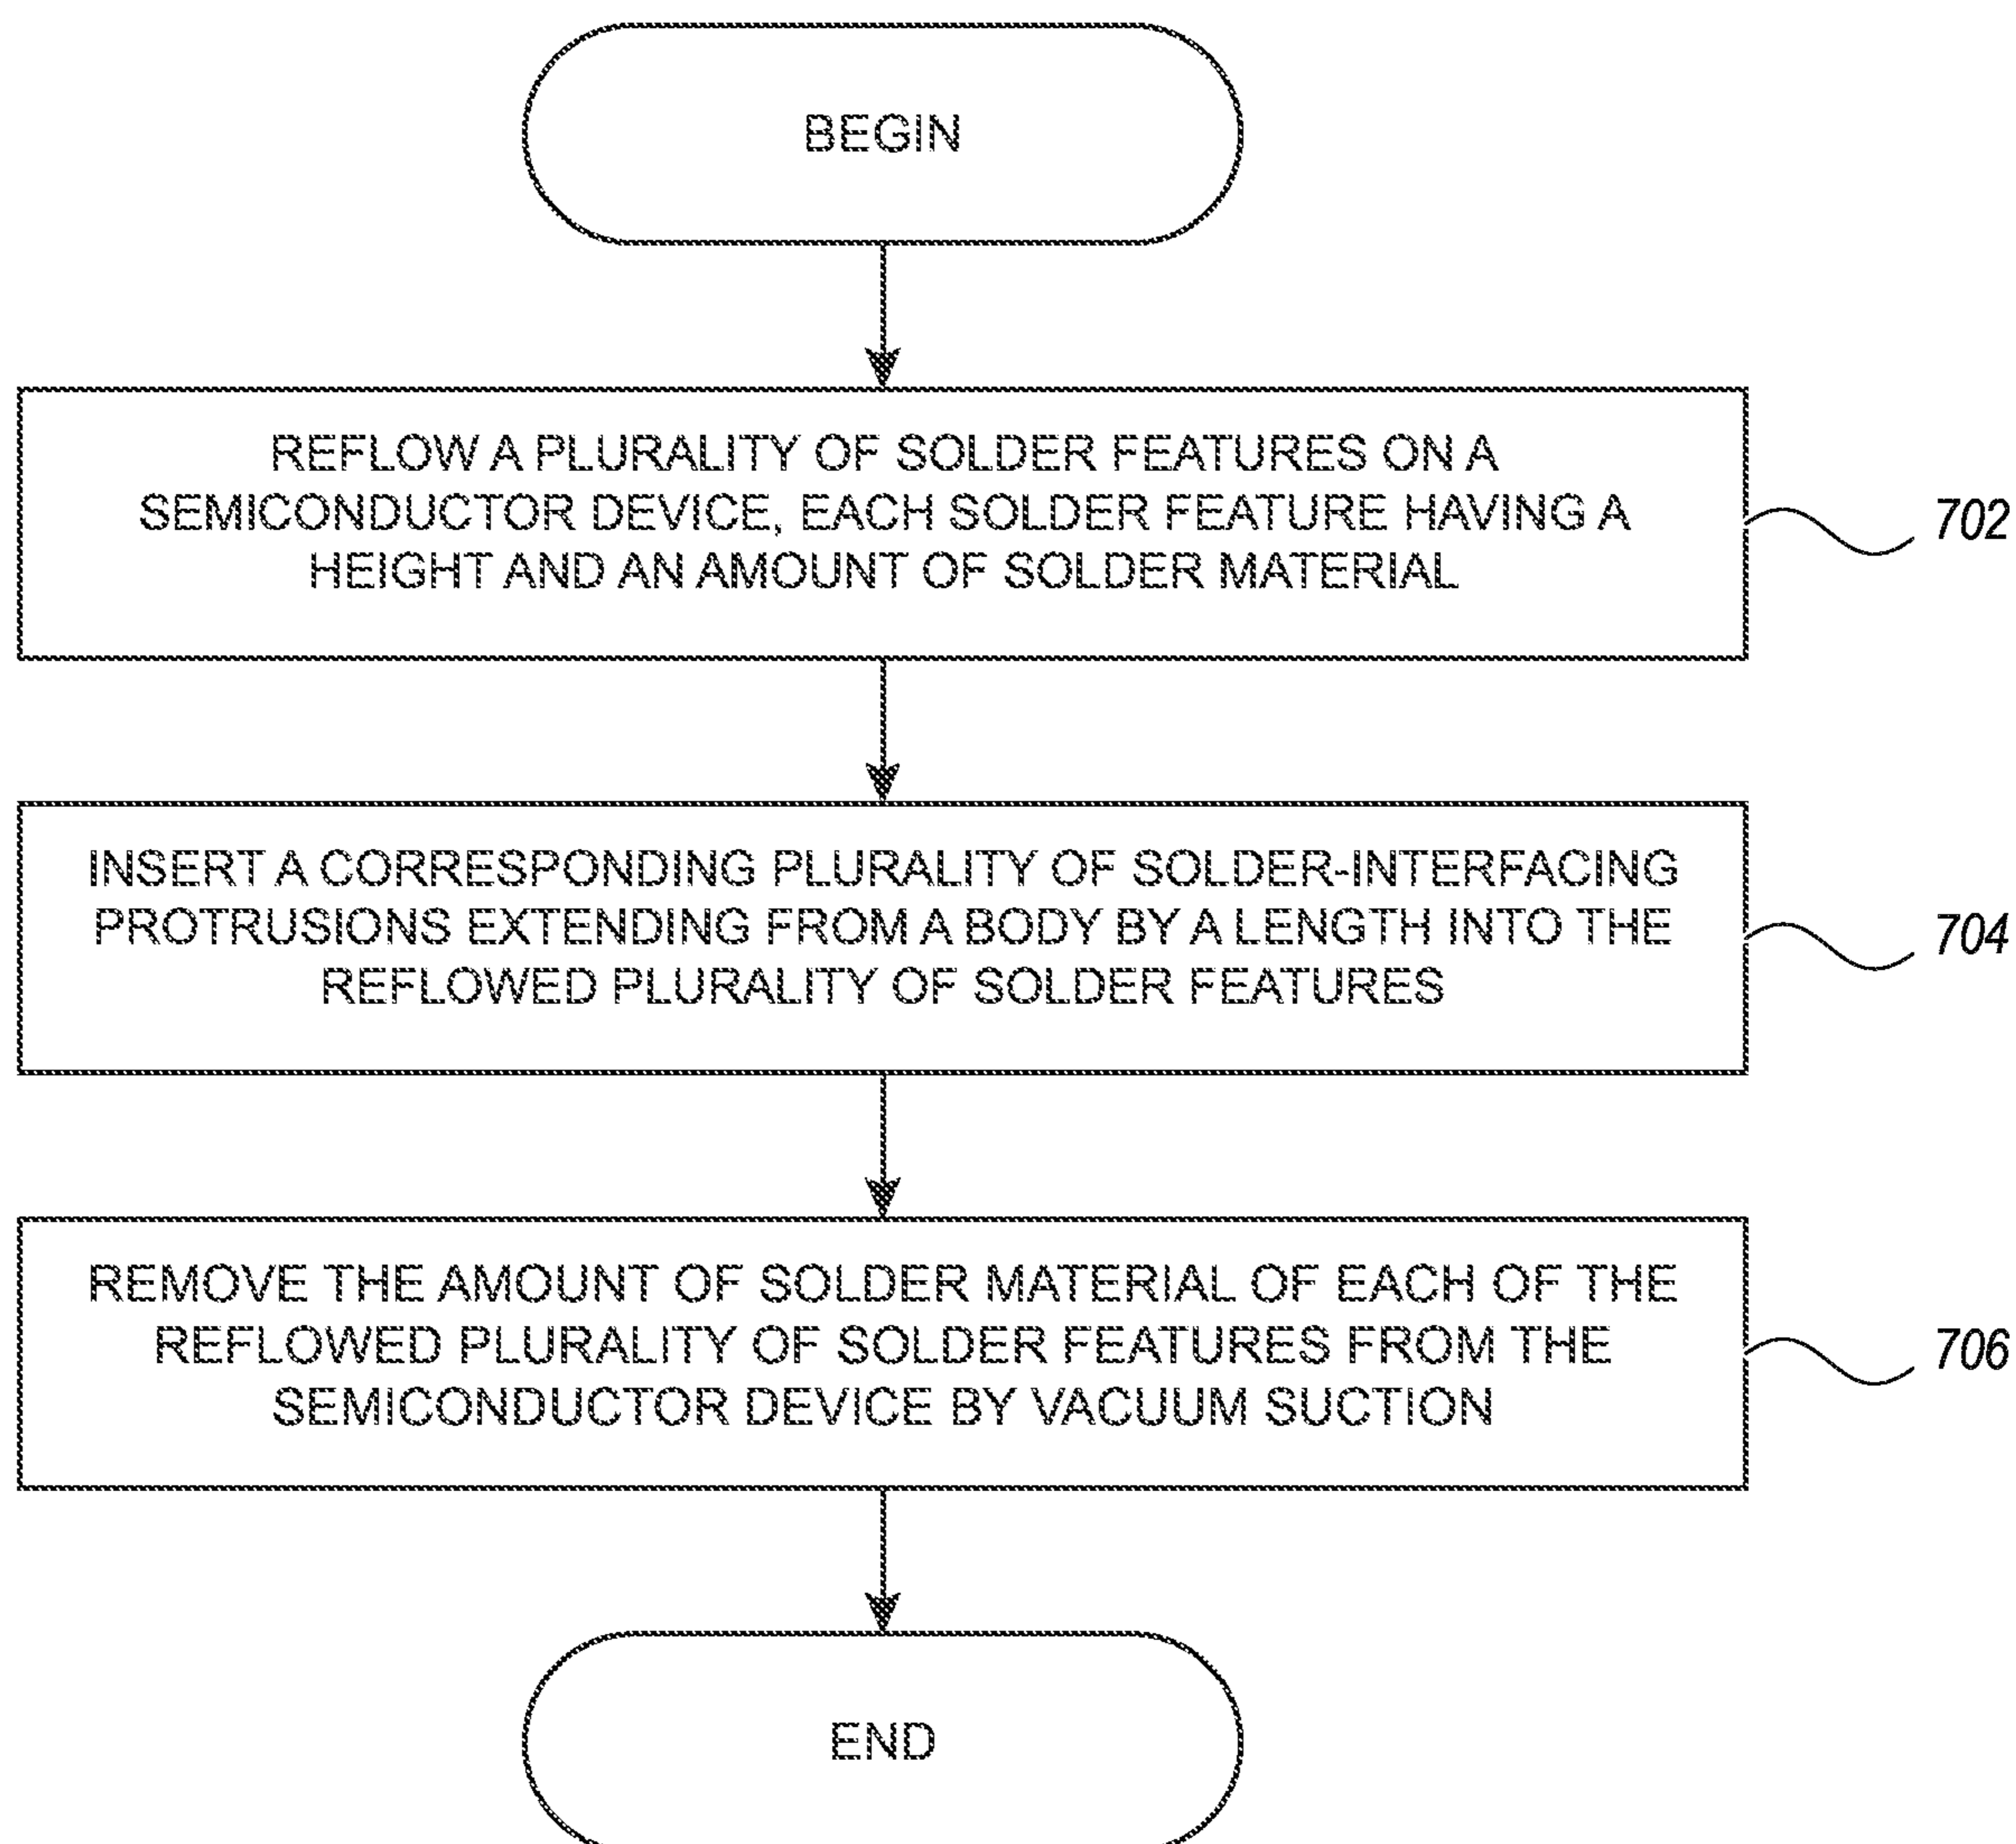 BEGIN
REFLOW A PLURALITY OF SOLDER FEATURES ON A
SEMICONDUCTOR DEVICE, EACH SOLDER FEATURE HAVING A
HEIGHT AND AN AMOUNT OF SOLDER MATERIAL
702
INSERT A CORRESPONDING PLURALITY OF SOLDER-INTERFACING
PROTRUSIONS EXTENDING FROM A BODY BY A LENGTH INTO THE
REFLOWED PLURALITY OF SOLDER FEATURES
704
REMOVE THE AMOUNT OF SOLDER MATERIAL OF EACH OF THE
REFLOWED PLURALITY OF SOLDER FEATURES FROM THE
SEMICONDUCTOR DEVICE BY VACUUM SUCTION
706
END